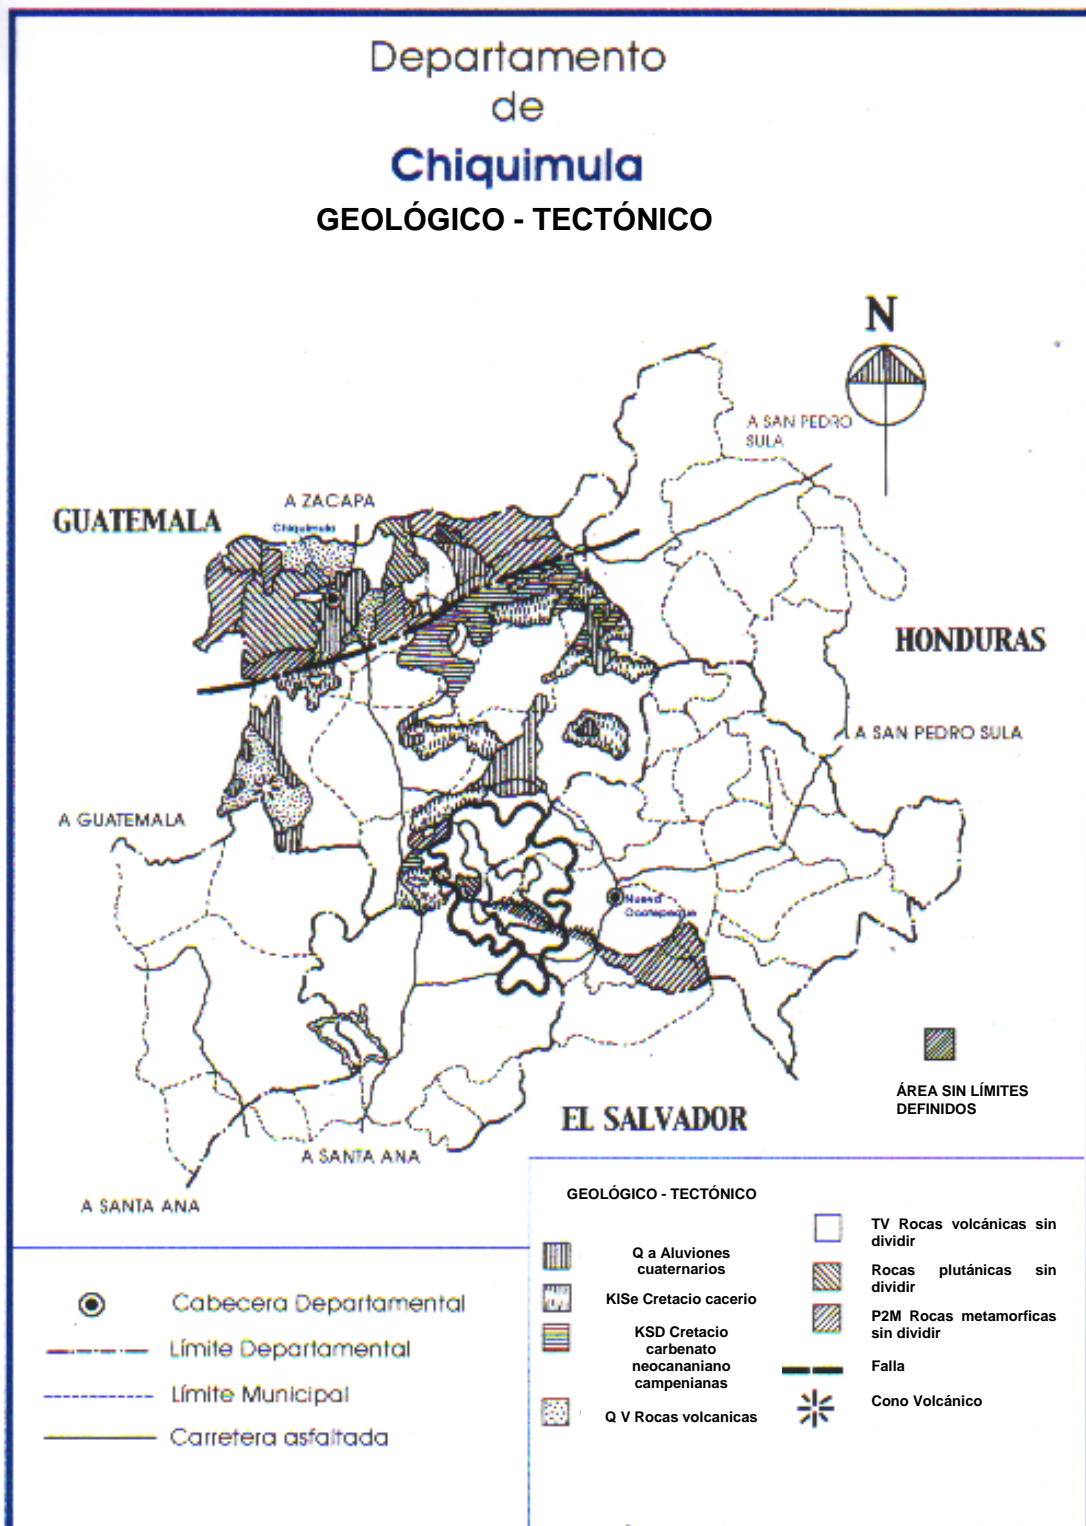 Departamento
de
Chiquimula
GEOLÓGICO - TECTÓNICO
N
A SAN PEDRO
SULA
A ZACAPA
GUATEMALA
Chiquimula
HONDURAS
A SAN PEDRO SULA
A GUATEMALA
Nueva
Ocotepeque
ÁREA SIN LÍMITES
DEFINIDOS
EL SALVADOR
A SANTA ANA
A SANTA ANA
GEOLÓGICO - TECTÓNICO
Q a Aluviones
cuaternarios
KISe Cretacio cacerio
KSD Cretacio
carbenato
neocananiano
campenianas
Q V Rocas volcanicas
TV Rocas volcánicas sin
dividir
Rocas plutánicas sin
dividir
P2M Rocas metamorficas
sin dividir
Falla
Cono Volcánico
Cabecera Departamental
Límite Departamental
Límite Municipal
Carretera asfaltada